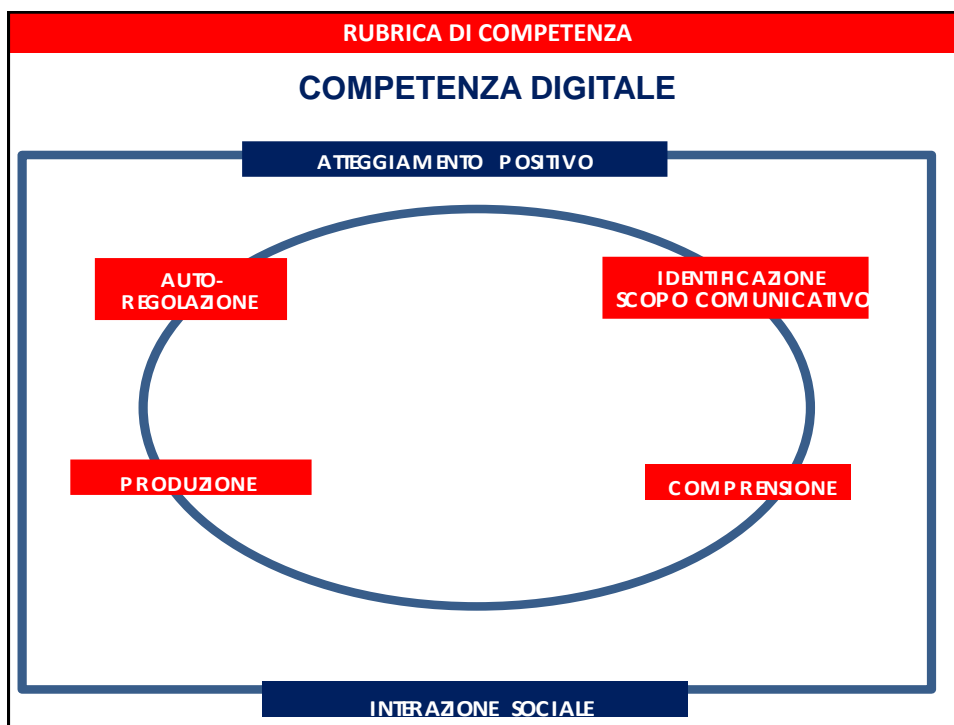 RUBRICA DI COMPETENZA
COMPETENZA DIGITALE
ATTEGGIAMENTO POSITIVO
AUTO-
REGOLAZIONE
IDENTIFICAZIONE
SCOPO COMUNICATIVO
PRODUZIONE
COMPRENSIONE
INTERAZIONE SOCIALE